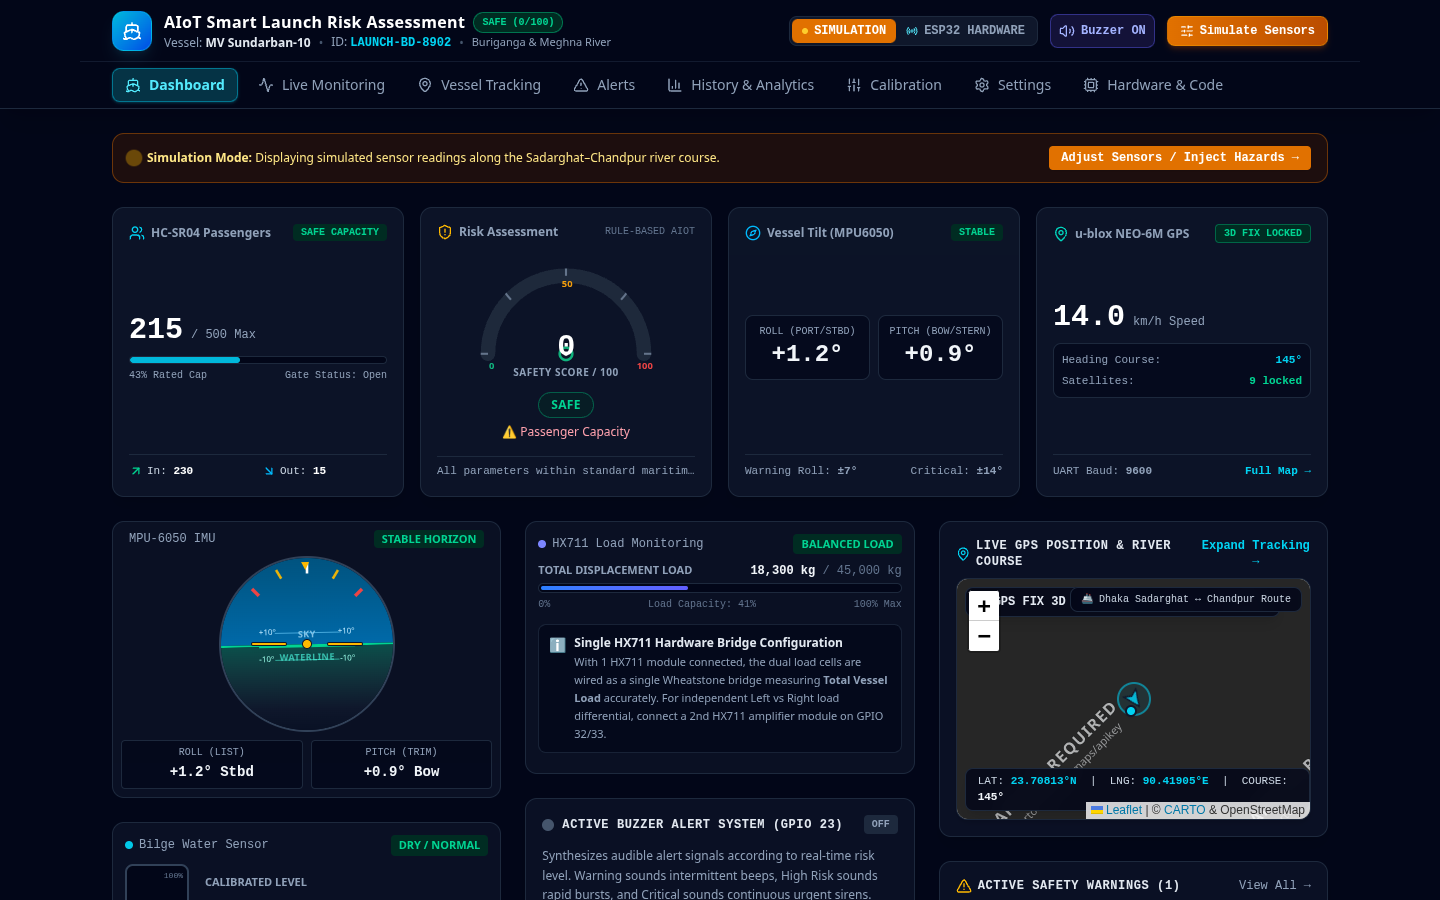 AIoT Smart Launch Risk Assessment
SAFE (0/100)
Vessel: MV Sundarban-10 • ID: LAUNCH-BD-8902 • Buriganga & Meghna River
SIMULATION
ESP32 HARDWARE
Buzzer ON
Simulate Sensors
Dashboard
Live Monitoring
Vessel Tracking
Alerts
History & Analytics
Calibration
Settings
Hardware & Code
Simulation Mode: Displaying simulated sensor readings along the Sadarghat–Chandpur river course.
Adjust Sensors / Inject Hazards →
HC-SR04 Passengers
SAFE CAPACITY
215 / 500 Max
43% Rated Cap
Gate Status: Open
In: 230
Out: 15
Risk Assessment
RULE-BASED AIOT
50
0
0
100
SAFETY SCORE / 100
SAFE
⚠️ Passenger Capacity
All parameters within standard maritim…
Vessel Tilt (MPU6050)
STABLE
ROLL (PORT/STBD)
+1.2°
PITCH (BOW/STERN)
+0.9°
Warning Roll: ±7°
Critical: ±14°
u-blox NEO-6M GPS
3D FIX LOCKED
14.0 km/h Speed
Heading Course: 145°
Satellites: 9 locked
UART Baud: 9600
Full Map →
MPU-6050 IMU
STABLE HORIZON
+10°
SKY
+10°
-10°
WATERLINE
-10°
ROLL (LIST)
+1.2° Stbd
PITCH (TRIM)
+0.9° Bow
Bilge Water Sensor
DRY / NORMAL
100%
CALIBRATED LEVEL
HX711 Load Monitoring
BALANCED LOAD
TOTAL DISPLACEMENT LOAD
18,300 kg / 45,000 kg
0%
Load Capacity: 41%
100% Max
Single HX711 Hardware Bridge Configuration
With 1 HX711 module connected, the dual load cells are
wired as a single Wheatstone bridge measuring Total Vessel
Load accurately. For independent Left vs Right load
differential, connect a 2nd HX711 amplifier module on GPIO
32/33.
ACTIVE BUZZER ALERT SYSTEM (GPIO 23)
OFF
Synthesizes audible alert signals according to real-time risk
level. Warning sounds intermittent beeps, High Risk sounds
rapid bursts, and Critical sounds continuous urgent sirens.
LIVE GPS POSITION & RIVER
COURSE
Expand Tracking
→
+
−
GPS FIX 3D
Dhaka Sadarghat ↔ Chandpur Route
REQUIRED
maps/apikey
LAT: 23.70813°N | LNG: 90.41905°E | COURSE:
145°
Leaflet | © CARTO & OpenStreetMap
ACTIVE SAFETY WARNINGS (1)
View All →